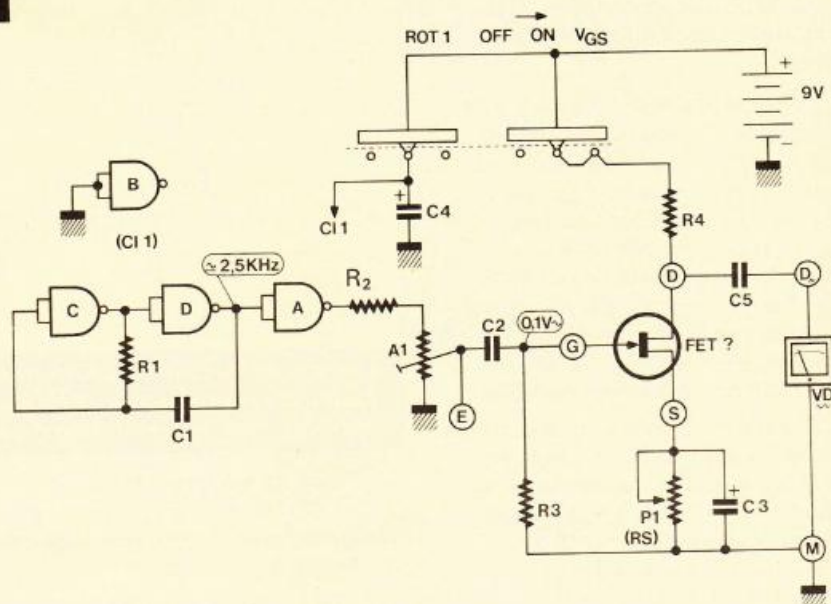 ROT 1 OFF → ON VGS
+
9V
-
B
(CI 1)
CI 1
+
C4
R4
≃ 2,5KHz
C
D
A
R2
R1
C1
A1
E
C2
0,1V~
G
D
C5
D~
FET ?
VD
S
R3
P1
(RS)
+
C3
M